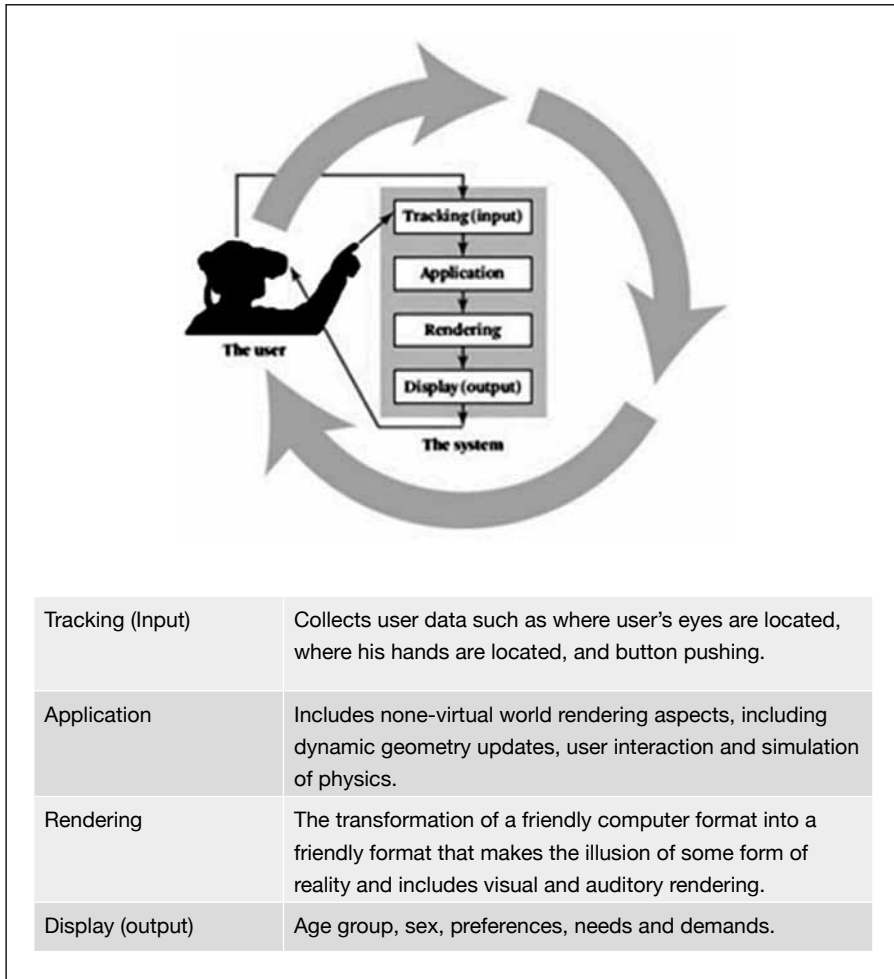 Tracking (input)
Application
Rendering
The user
Display (output)
The system
Tracking (Input)
Collects user data such as where user’s eyes are located,
where his hands are located, and button pushing.
Application
Includes none-virtual world rendering aspects, including
dynamic geometry updates, user interaction and simulation
of physics.
Rendering
The transformation of a friendly computer format into a
friendly format that makes the illusion of some form of
reality and includes visual and auditory rendering.
Display (output)
Age group, sex, preferences, needs and demands.